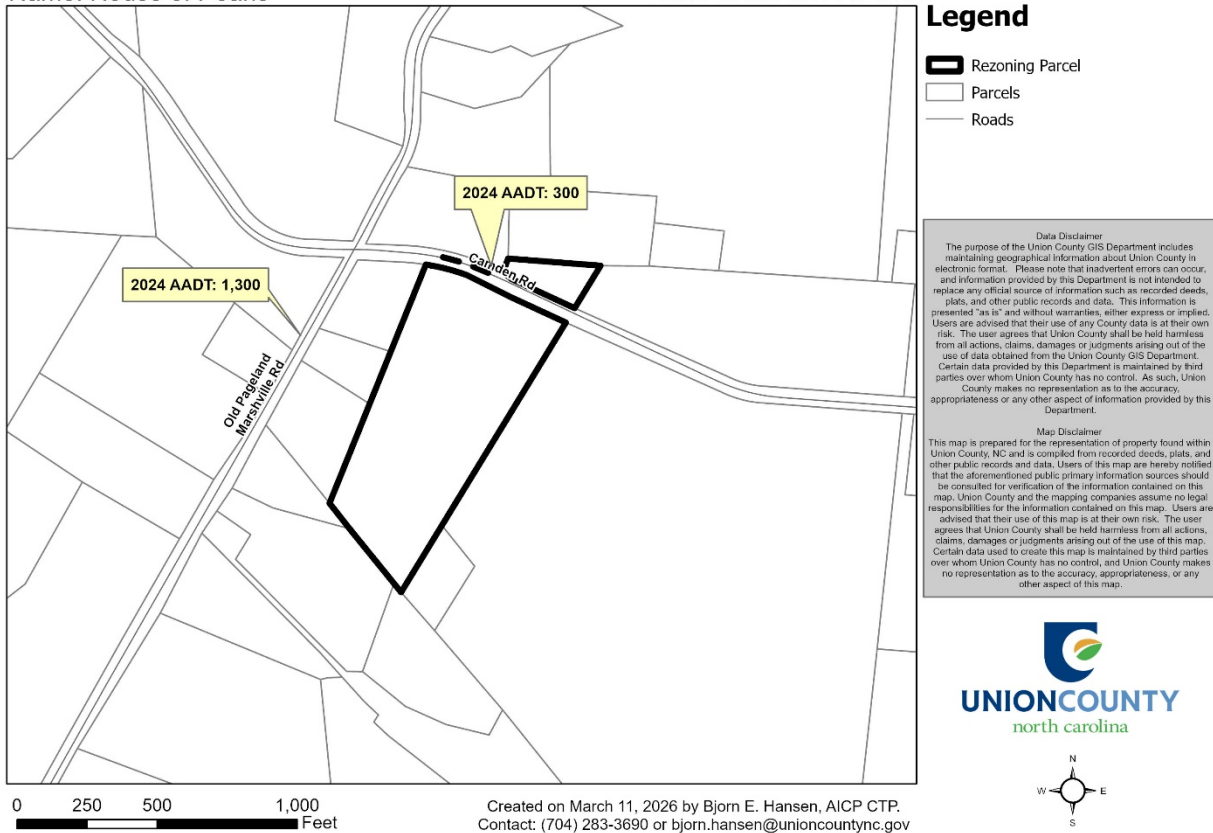 Legend
Rezoning Parcel
Parcels
Roads
2024 AADT: 300
Camden Rd
2024 AADT: 1,300
Old Pageland
Marshville Rd
Data Disclaimer
The purpose of the Union County GIS Department includes
maintaining geographical information about Union County in
electronic format. Please note that inadvertent errors can occur,
and information provided by this Department is not intended to
replace any official source of information such as recorded deeds,
plats, and other public records and data. This information is
presented "as is" and without warranties, either express or implied.
Users are advised that their use of any County data is at their own
risk. The user agrees that Union County shall be held harmless
from all actions, claims, damages or judgments arising out of the
use of data obtained from the Union County GIS Department.
Certain data provided by this Department is maintained by third
parties over whom Union County has no control. As such, Union
County makes no representation as to the accuracy,
appropriateness or any other aspect of information provided by this
Department.
Map Disclaimer
This map is prepared for the representation of property found within
Union County, NC and is compiled from recorded deeds, plats, and
other public records and data. Users of this map are hereby notified
that the aforementioned public primary information sources should
be consulted for verification of the information contained on this
map. Union County and the mapping companies assume no legal
responsibilities for the information contained on this map. Users are
advised that their use of this map is at their own risk. The user
agrees that Union County shall be held harmless from all actions,
claims, damages or judgments arising out of the use of this map.
Certain data used to create this map is maintained by third parties
over whom Union County has no control, and Union County makes
no representation as to the accuracy, appropriateness, or any
other aspect of this map.
UNIONCOUNTY
north carolina
N
W E
S
0 250 500 1,000
Feet
Created on March 11, 2026 by Bjorn E. Hansen, AICP CTP.
Contact: (704) 283-3690 or bjorn.hansen@unioncountync.gov